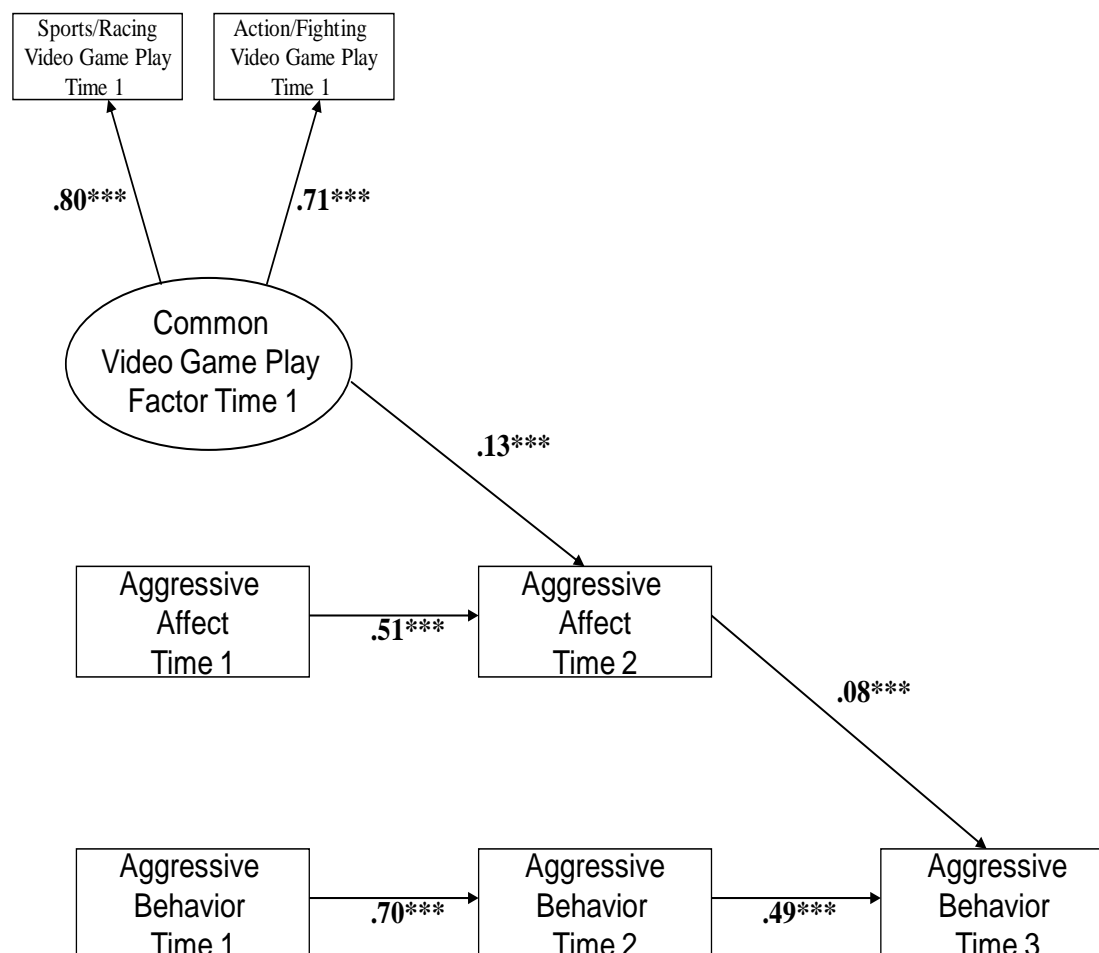 Sports/Racing
Video Game Play
Time 1
Action/Fighting
Video Game Play
Time 1
.80***
.71***
Common
Video Game Play
Factor Time 1
.13***
Aggressive
Affect
Time 1
.51***
Aggressive
Affect
Time 2
.08***
Aggressive
Behavior
Time 1
.70***
Aggressive
Behavior
Time 2
.49***
Aggressive
Behavior
Time 3